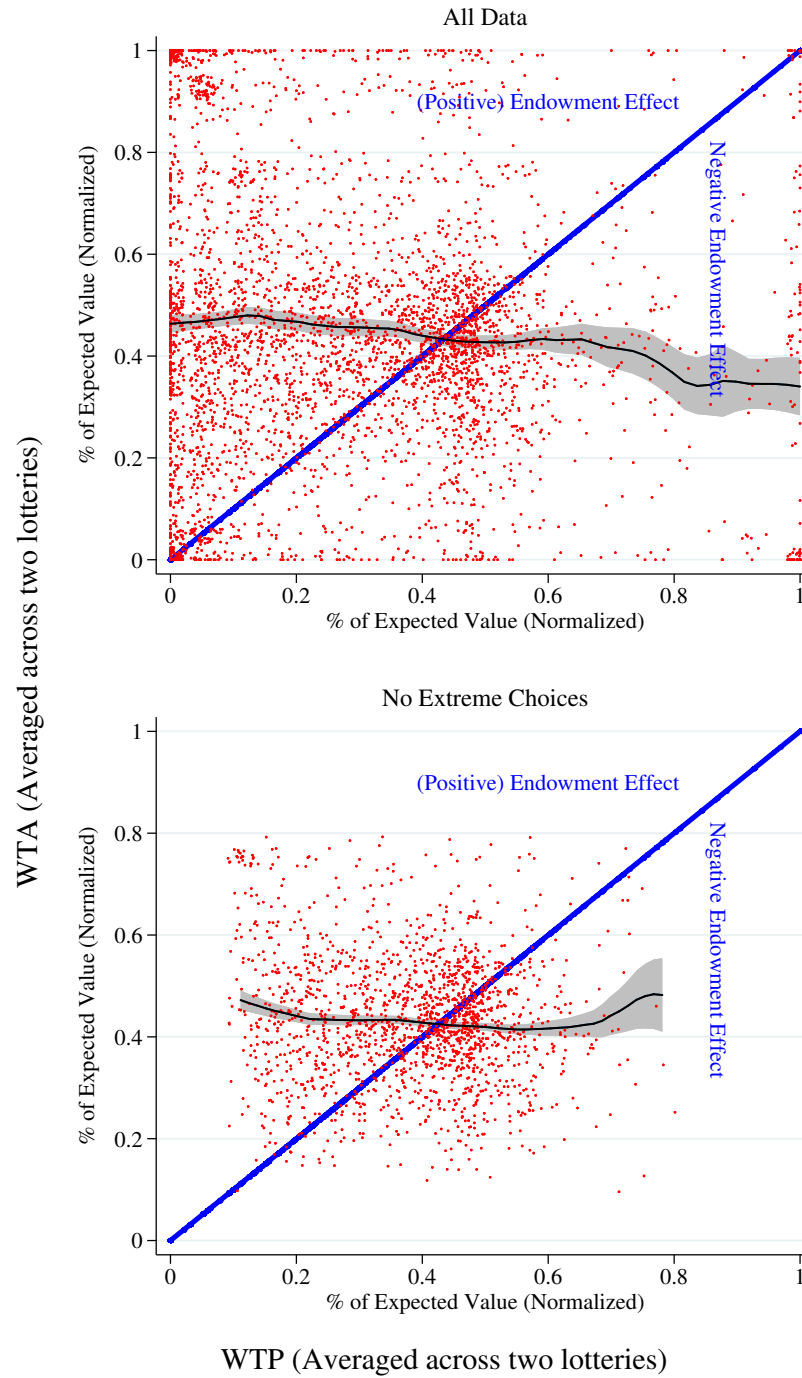 All Data
(Positive) Endowment Effect
Negative Endowment Effect
% of Expected Value (Normalized)
1
0.8
0.6
0.4
0.2
0
0
0.2
0.4
0.6
0.8
1
% of Expected Value (Normalized)
WTA (Averaged across two lotteries)
No Extreme Choices
(Positive) Endowment Effect
Negative Endowment Effect
% of Expected Value (Normalized)
1
0.8
0.6
0.4
0.2
0
0
0.2
0.4
0.6
0.8
1
% of Expected Value (Normalized)
WTP (Averaged across two lotteries)